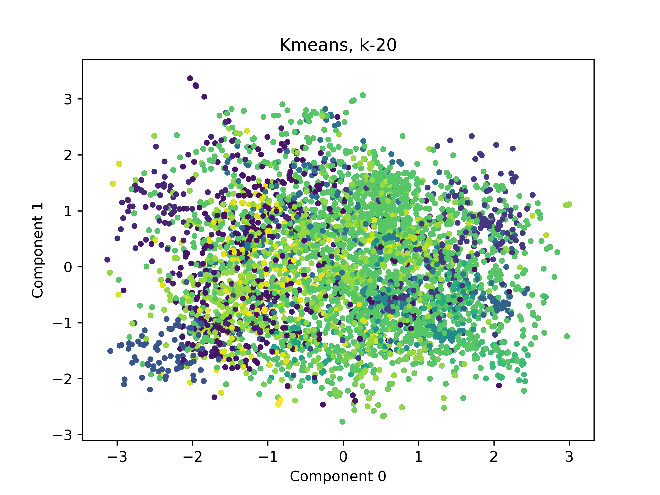 Kmeans, k-20
3
2
1
0
−1
−2
−3
Component 1
−3 −2 −1 0 1 2 3
Component 0